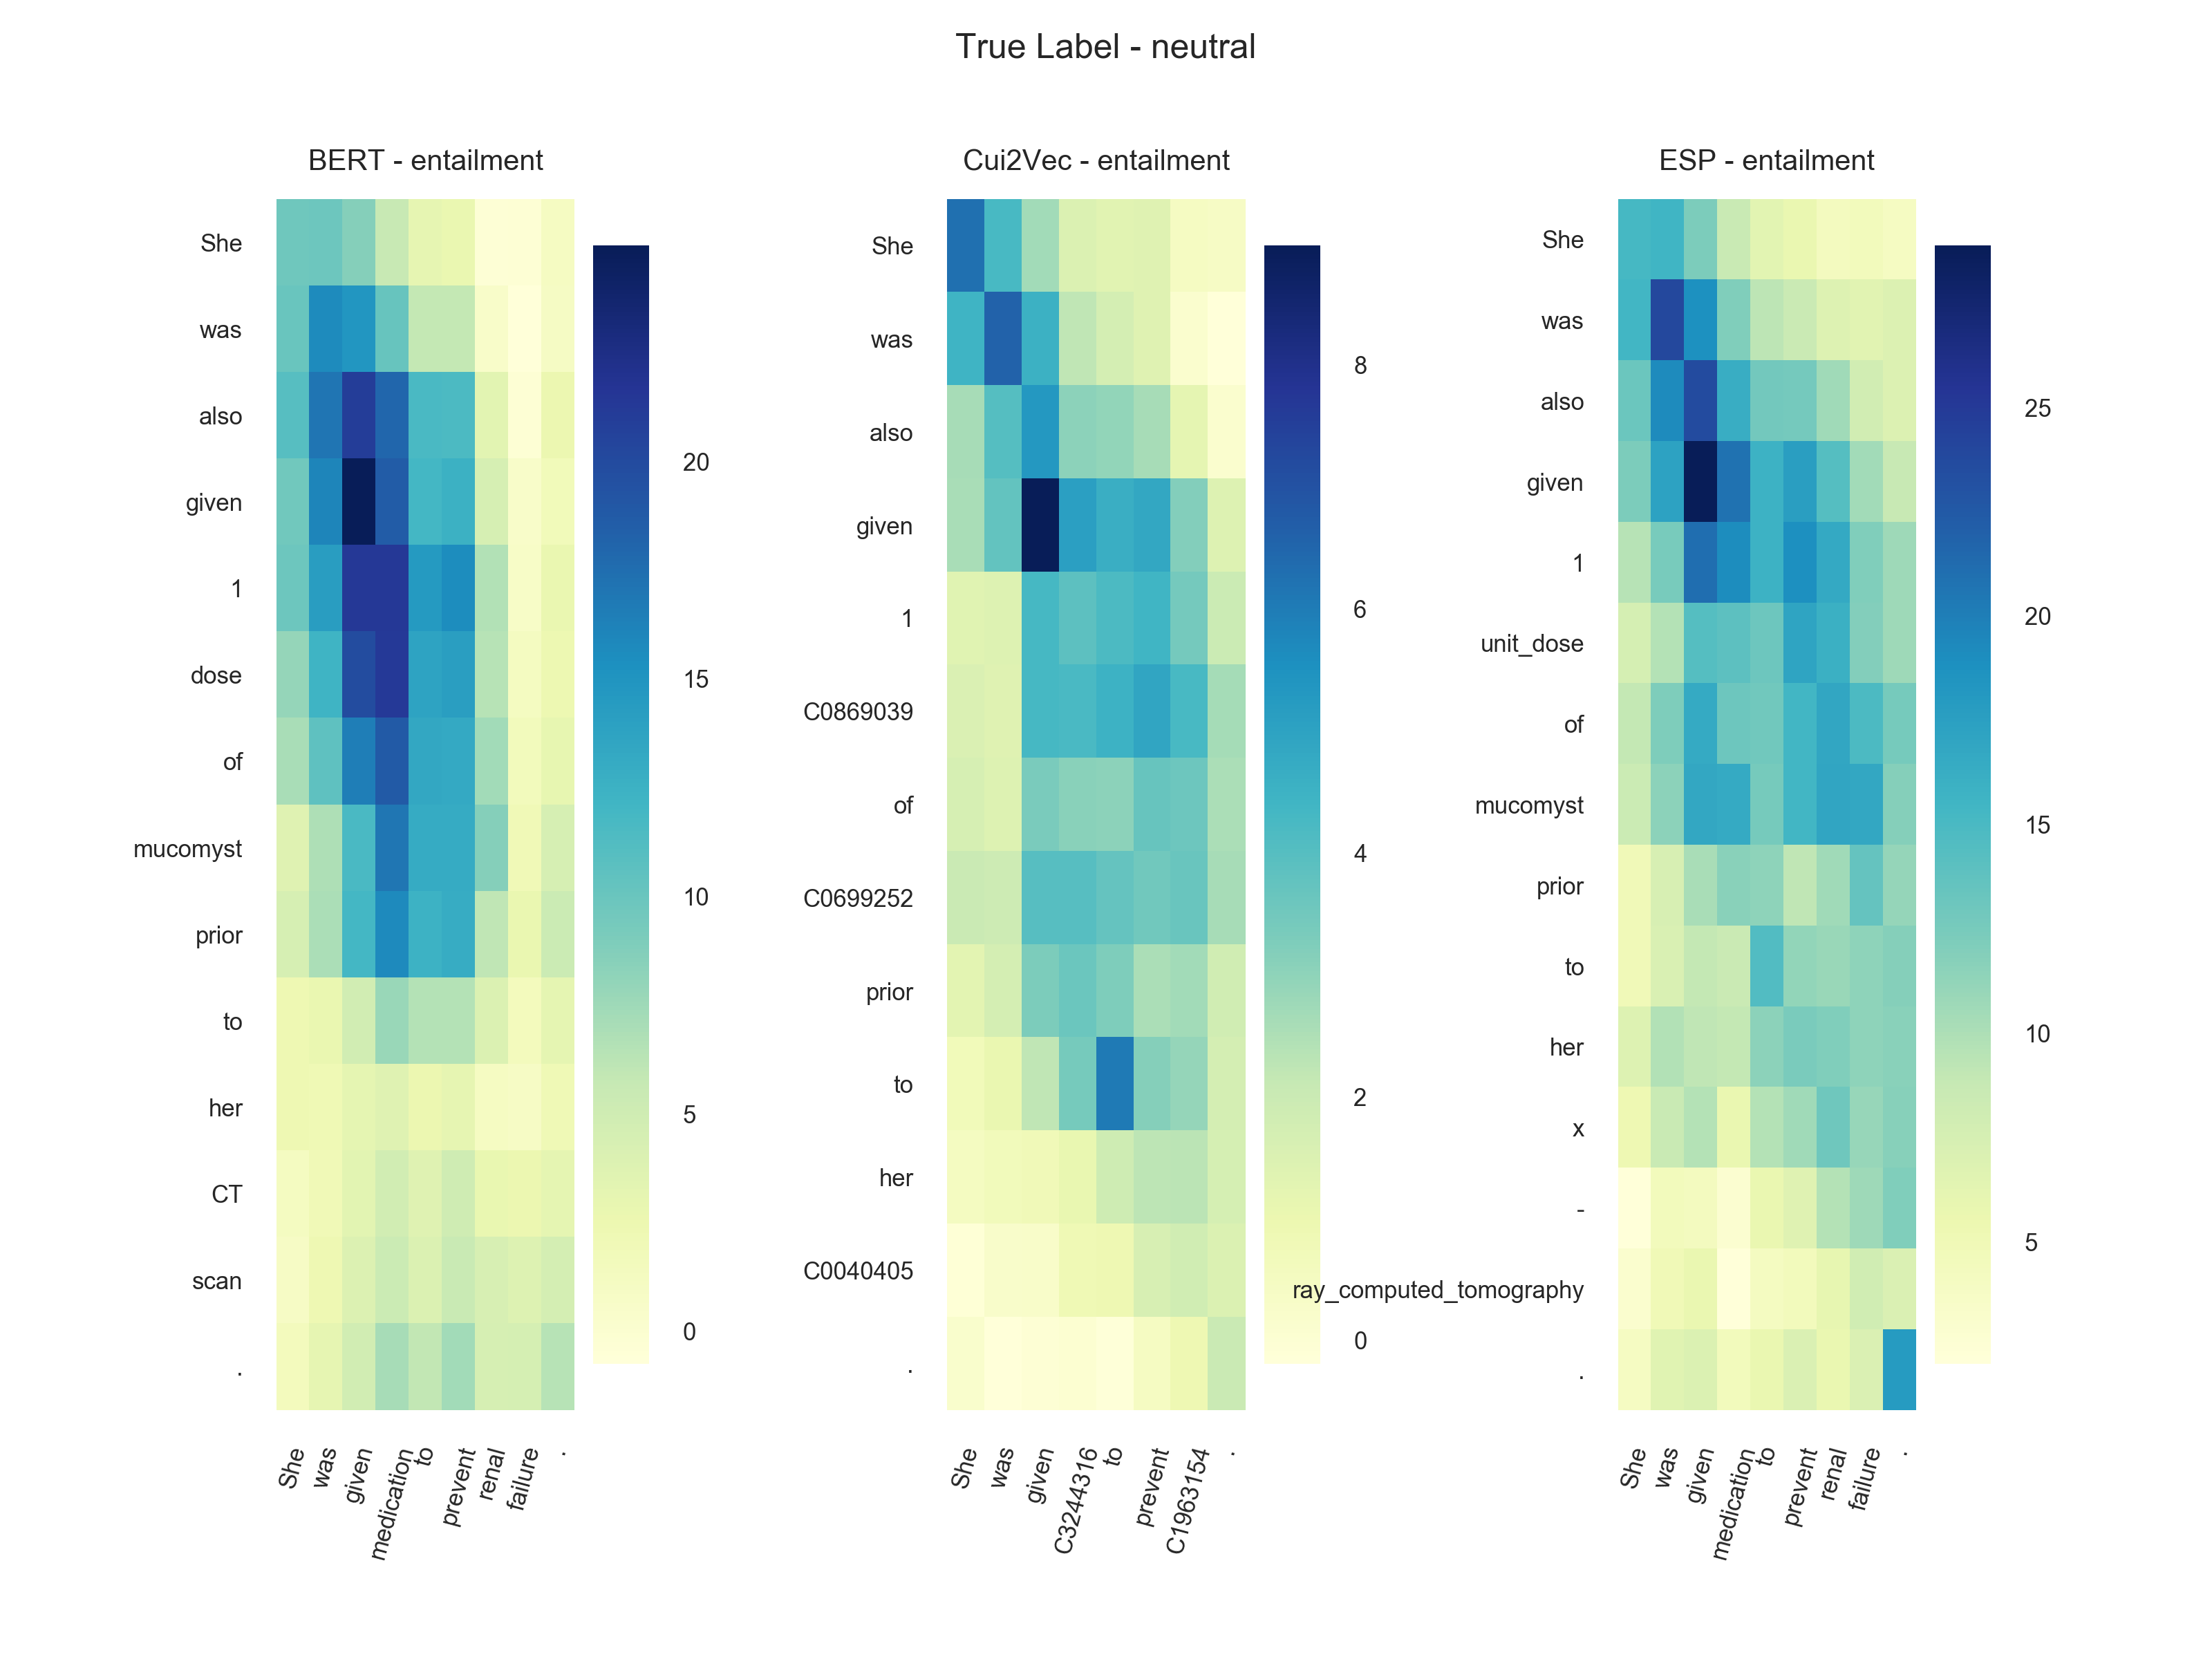 True Label - neutral
BERT - entailment
She
was
also
given
1
dose
of
mucomyst
prior
to
her
CT
scan
.
She
was
given
medication
to
prevent
renal
failure
.
20
15
10
5
0
Cui2Vec - entailment
She
was
also
given
1
C0869039
of
C0699252
prior
to
her
C0040405
.
She
was
given
C3244316
to
prevent
C1963154
.
8
6
4
2
0
ESP - entailment
She
was
also
given
1
unit_dose
of
mucomyst
prior
to
her
x
-
ray_computed_tomography
.
She
was
given
medication
to
prevent
renal
failure
.
25
20
15
10
5